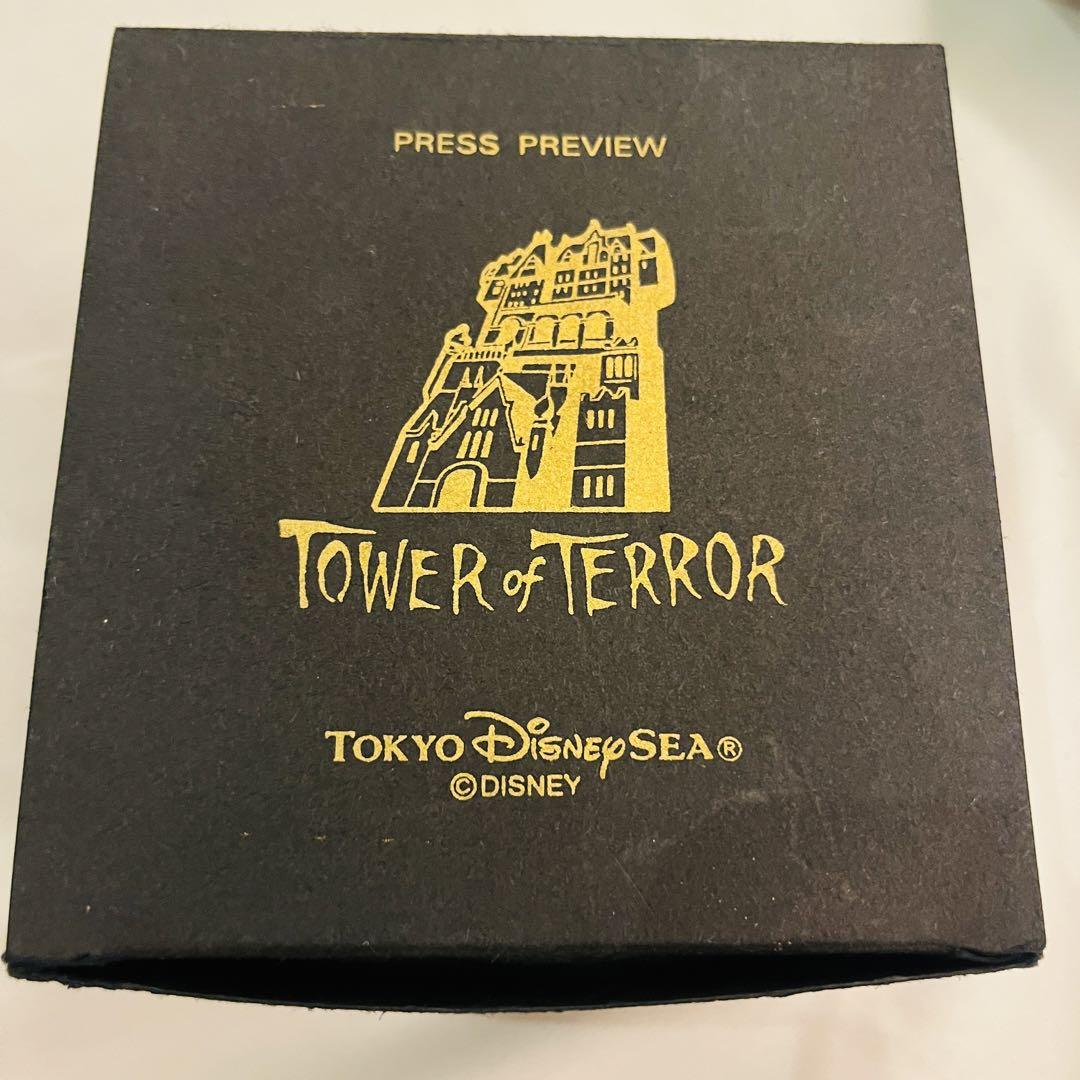 PRESS PREVIEW
TOWER of TERROR
TOKYO DISNEYSEA®
©DISNEY